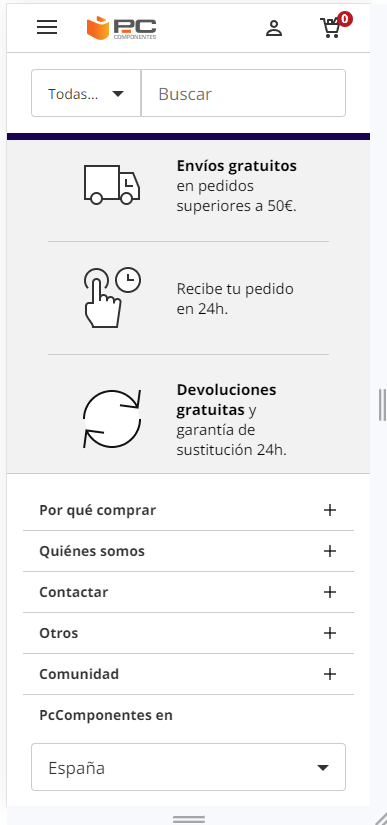 PC
COMPONENTES
0
Todas...
Buscar
Envíos gratuitos
en pedidos
superiores a 50€.
Recibe tu pedido
en 24h.
Devoluciones
gratuitas y
garantía de
sustitución 24h.
Por qué comprar
Quiénes somos
Contactar
Otros
Comunidad
PcComponentes en
España